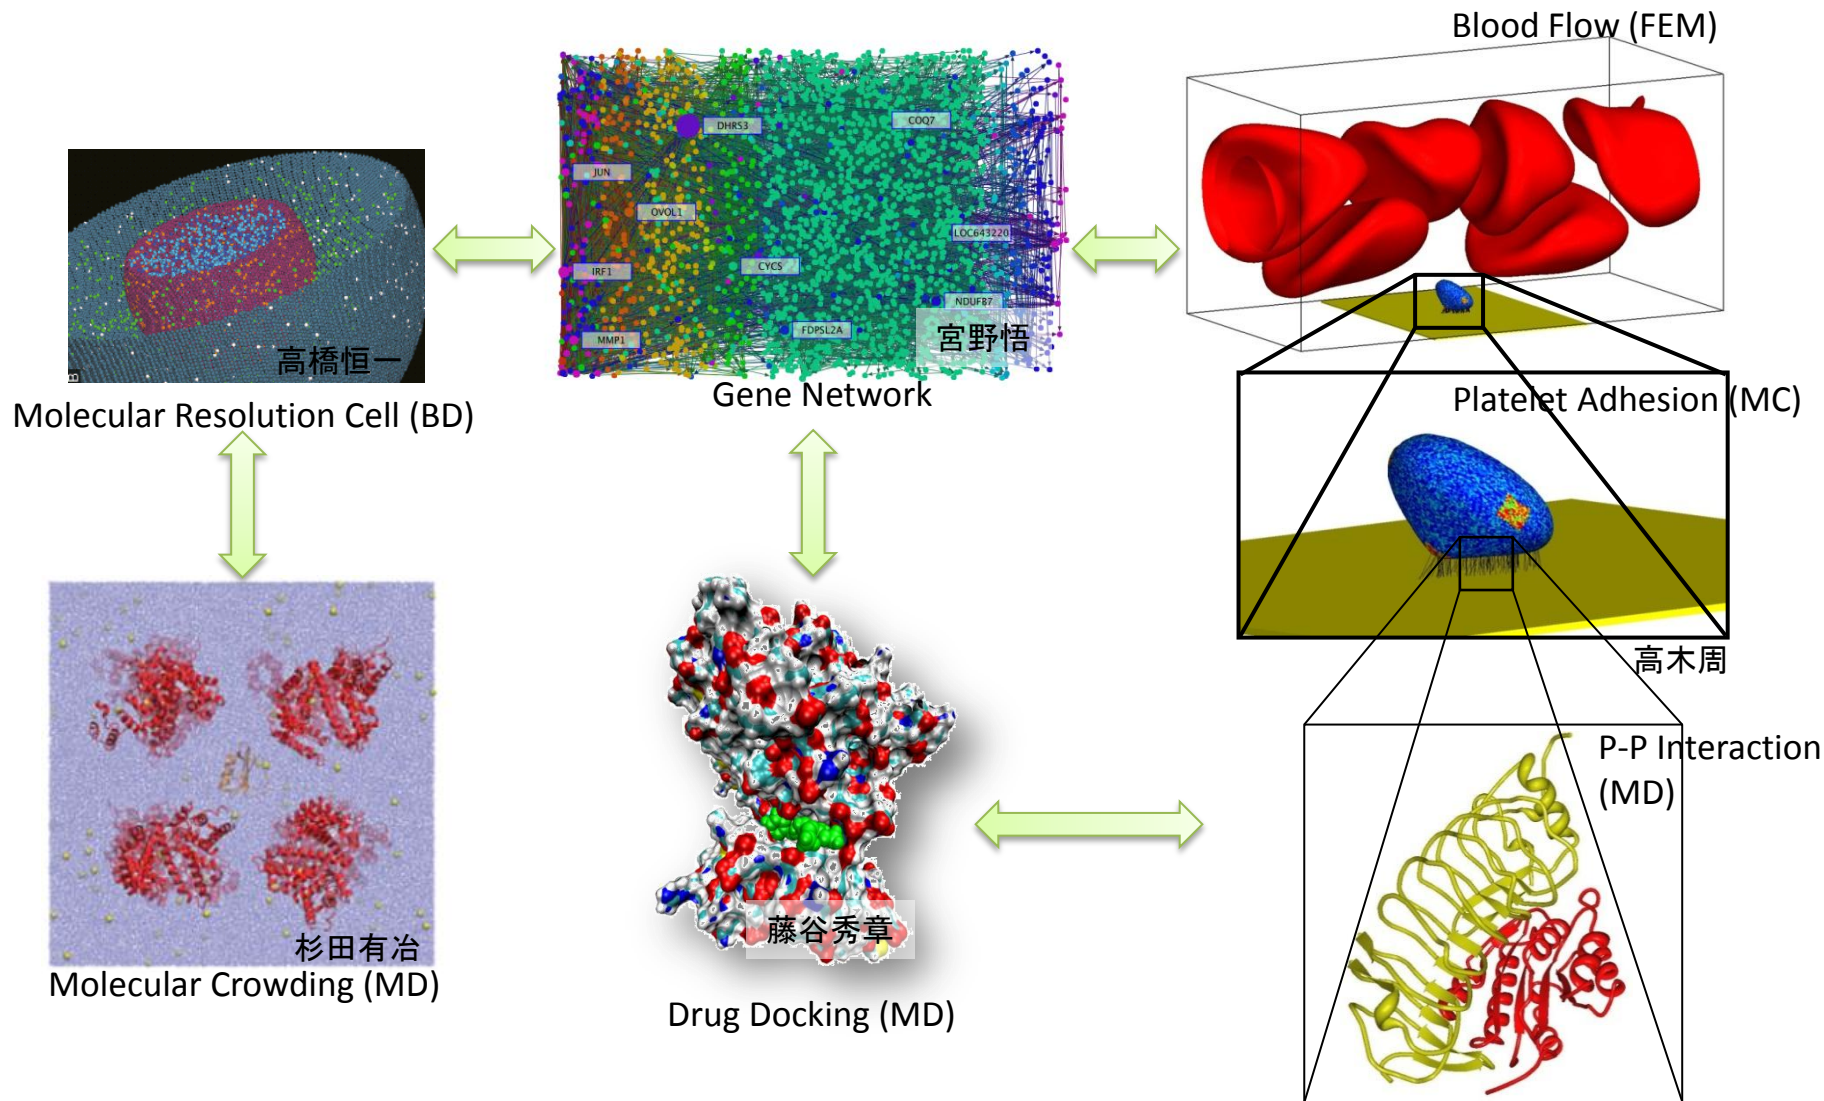 Blood Flow (FEM)
DHRS3
COQ7
JUN
OVOL1
LOC643220
IRF1
CYCS
NDUFB7
MMP1
FDPSL2A
宮野悟
Gene Network
高橋恒一
Molecular Resolution Cell (BD)
Platelet Adhesion (MC)
高木周
P-P Interaction
(MD)
杉田有治
Molecular Crowding (MD)
藤谷秀章
Drug Docking (MD)